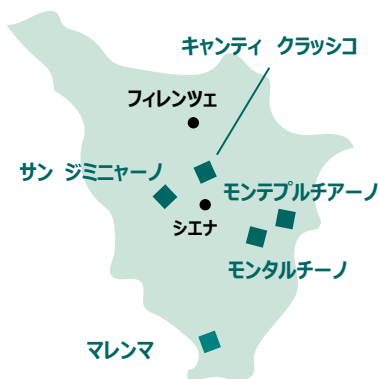 キャンティ クラッシコ
フィレンツェ
サン ジミニャーノ
モンテプルチアーノ
シエナ
モンタルチーノ
マレンマ